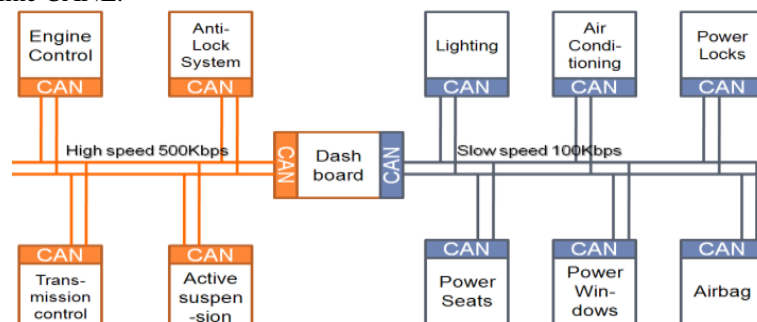 Engine
Control
CAN
Anti-
Lock
System
CAN
Lighting
CAN
Air
Condi-
tioning
CAN
Power
Locks
CAN
High speed 500Kbps
CAN
Dash
board
CAN
Slow speed 100Kbps
CAN
Trans-
mission
control
CAN
Active
suspen
-sion
CAN
Power
Seats
CAN
Power
Win-
dows
CAN
Airbag